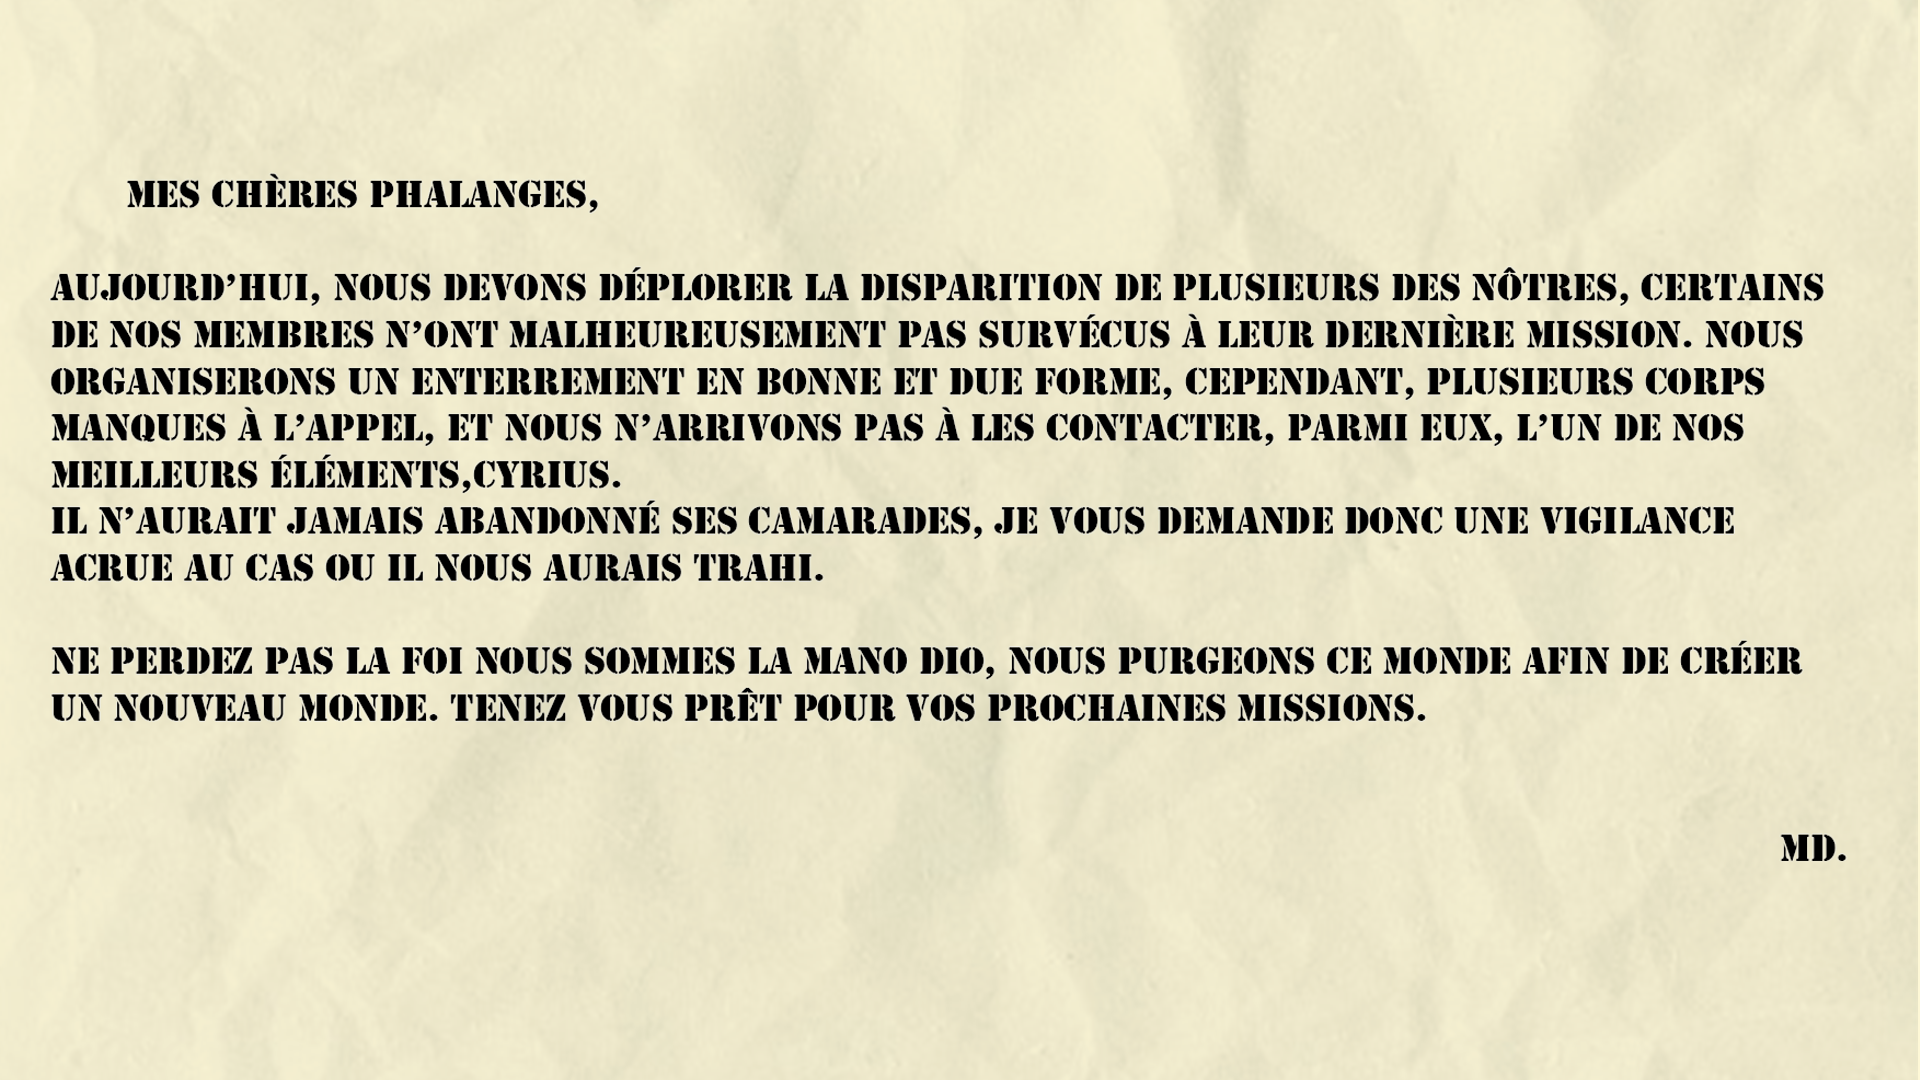 MES CHÈRES PHALANGES,
AUJOURD’HUI, NOUS DEVONS DÉPLORER LA DISPARITION DE PLUSIEURS DES NÔTRES, CERTAINS
DE NOS MEMBRES N’ONT MALHEUREUSEMENT PAS SURVÉCUS À LEUR DERNIÈRE MISSION. NOUS
ORGANISERONS UN ENTERREMENT EN BONNE ET DUE FORME, CEPENDANT, PLUSIEURS CORPS
MANQUES À L’APPEL, ET NOUS N’ARRIVONS PAS À LES CONTACTER, PARMI EUX, L’UN DE NOS
MEILLEURS ÉLÉMENTS,CYRIUS.
IL N’AURAIT JAMAIS ABANDONNÉ SES CAMARADES, JE VOUS DEMANDE DONC UNE VIGILANCE
ACRUE AU CAS OU IL NOUS AURAIS TRAHI.
NE PERDEZ PAS LA FOI NOUS SOMMES LA MANO DIO, NOUS PURGEONS CE MONDE AFIN DE CRÉER
UN NOUVEAU MONDE. TENEZ VOUS PRÊT POUR VOS PROCHAINES MISSIONS.
MD.